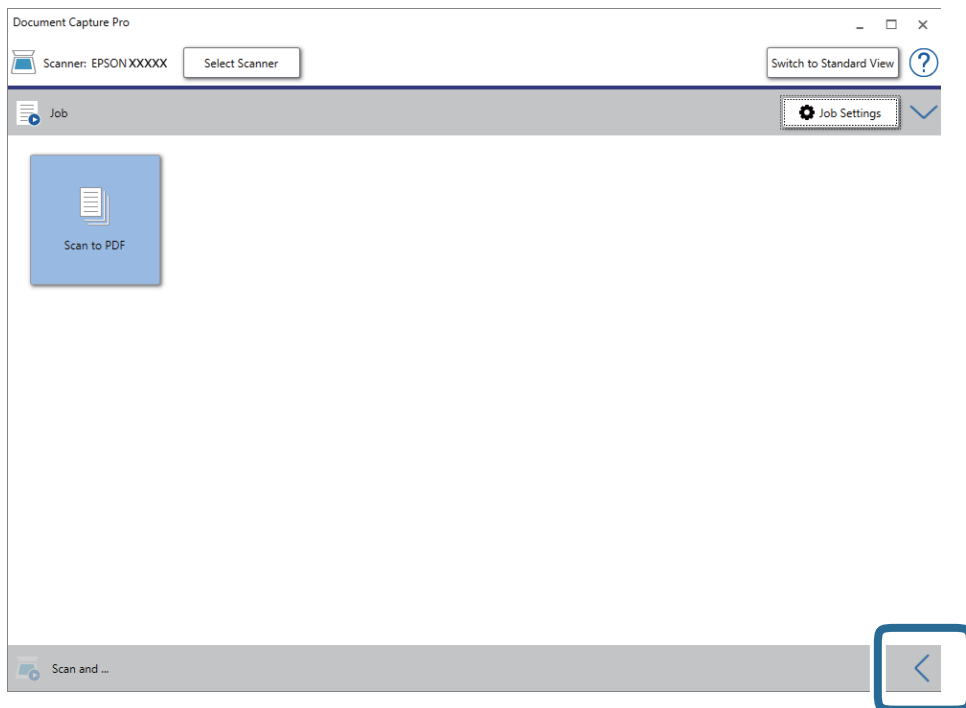 Document Capture Pro
Scanner: EPSON XXXXX Select Scanner Switch to Standard View ?
Job Job Settings
Scan to PDF
Scan and ...